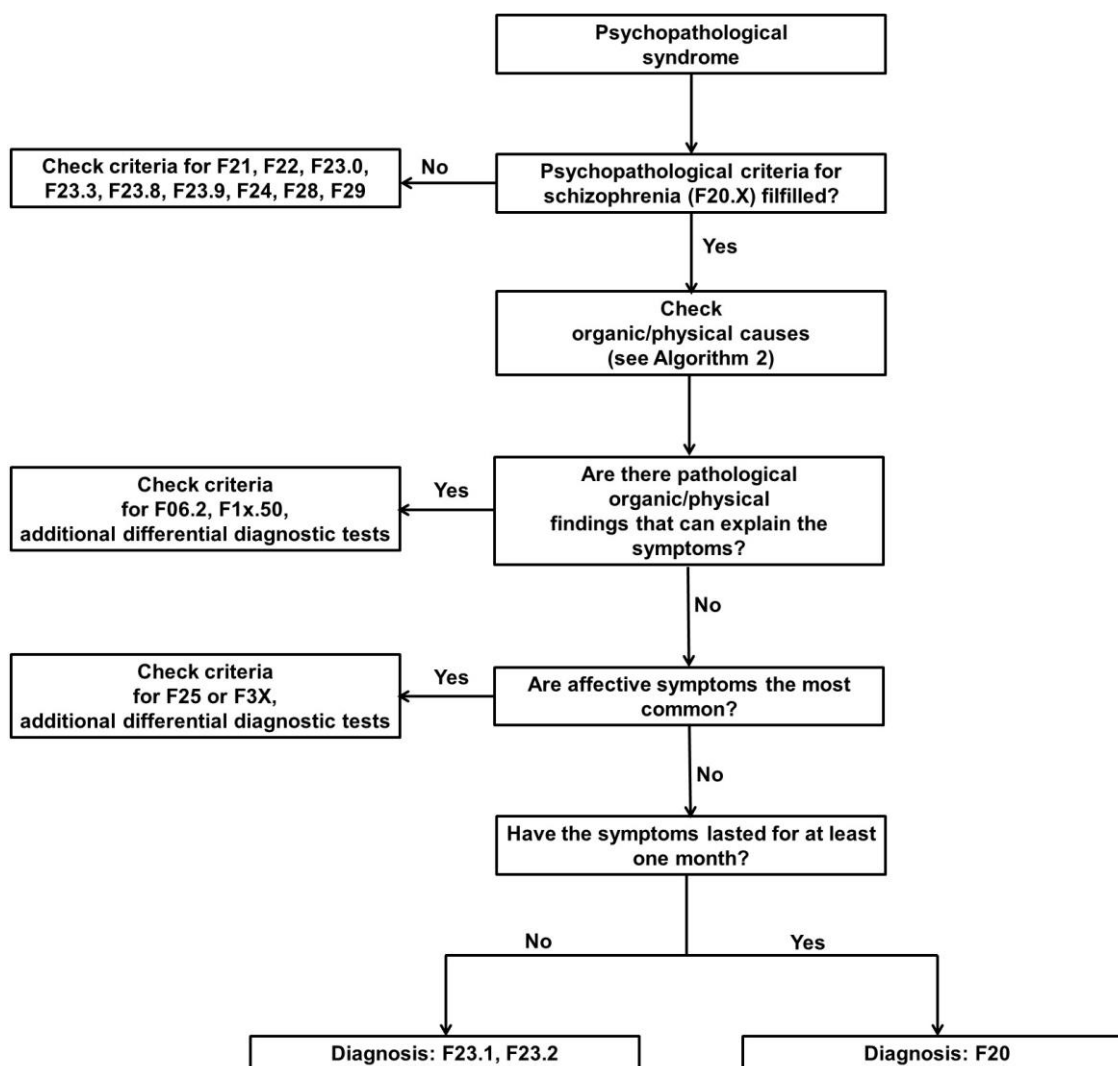 Psychopathological
syndrome
Check criteria for F21, F22, F23.0,
F23.3, F23.8, F23.9, F24, F28, F29
No
Psychopathological criteria for
schizophrenia (F20.X) filfilled?
Yes
Check
organic/physical causes
(see Algorithm 2)
Check criteria
for F06.2, F1x.50,
additional differential diagnostic tests
Yes
Are there pathological
organic/physical
findings that can explain the
symptoms?
No
Check criteria
for F25 or F3X,
additional differential diagnostic tests
Yes
Are affective symptoms the most
common?
No
Have the symptoms lasted for at least
one month?
No
Yes
Diagnosis: F23.1, F23.2
Diagnosis: F20